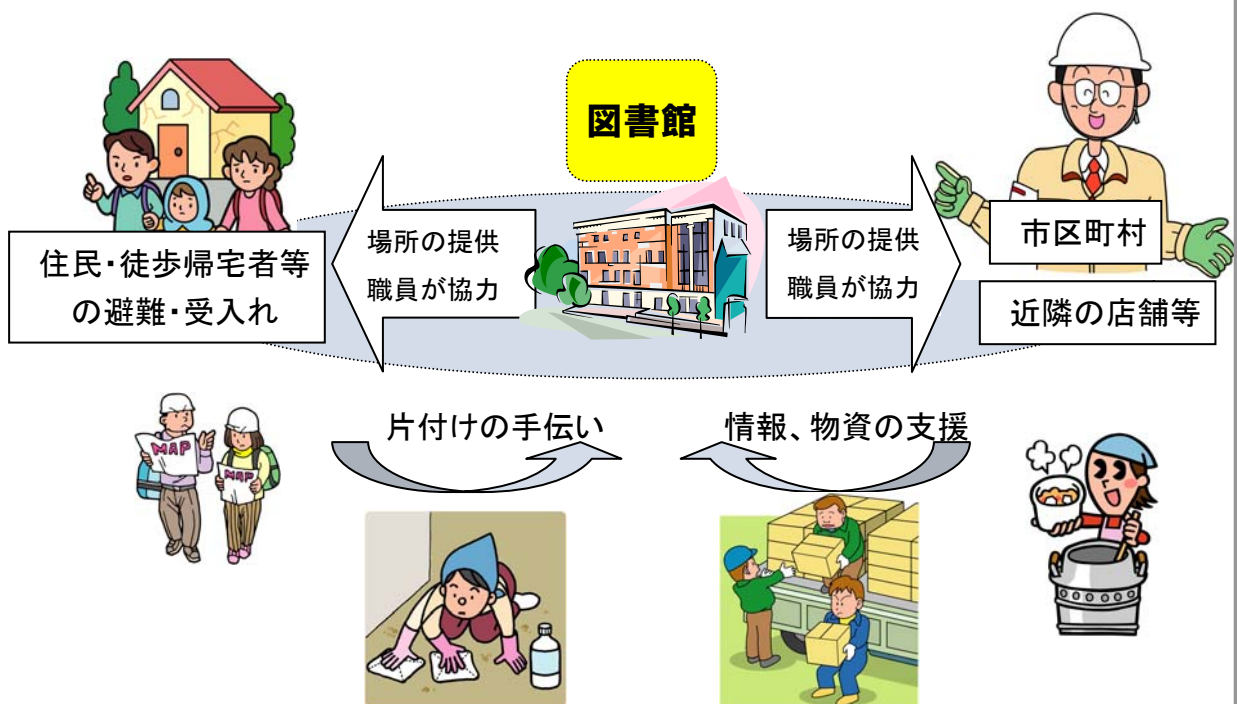 図書館
住民・徒歩帰宅者等
の避難・受入れ
場所の提供
職員が協力
場所の提供
職員が協力
市区町村
近隣の店舗等
片付けの手伝い
情報、物資の支援
MAP
MAP